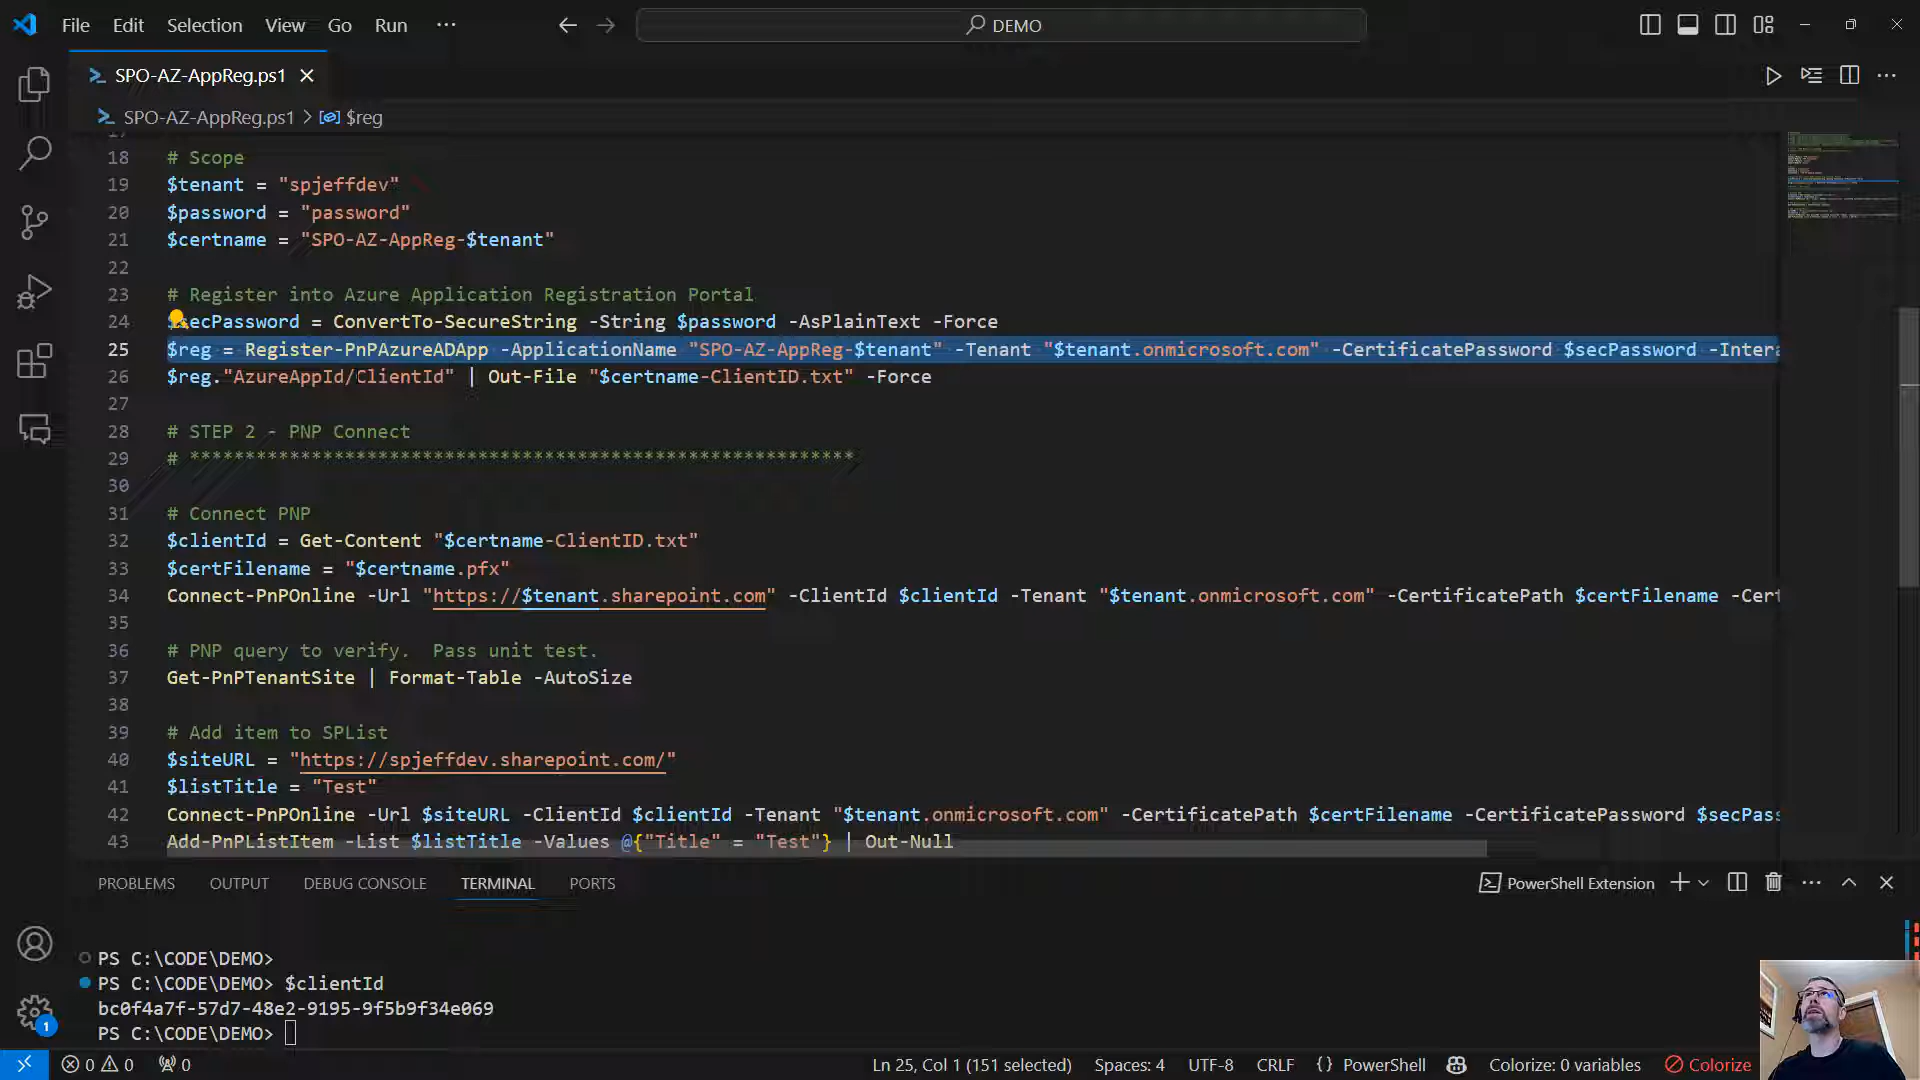 File Edit Selection View Go Run ···
DEMO
SPO-AZ-AppReg.ps1
SPO-AZ-AppReg.ps1 > $reg
18 # Scope
19 $tenant = "spjeffdev"
20 $password = "password"
21 $certname = "SPO-AZ-AppReg-$tenant"
22
23 # Register into Azure Application Registration Portal
24 $secPassword = ConvertTo-SecureString -String $password -AsPlainText -Force
25 $reg = Register-PnPAzureADApp -ApplicationName "SPO-AZ-AppReg-$tenant" -Tenant "$tenant.onmicrosoft.com" -CertificatePassword $secPassword -Intera
26 $reg."AzureAppId/ClientId" | Out-File "$certname-ClientID.txt" -Force
27
28 # STEP 2 - PNP Connect
29 # ************************************************************
30
31 # Connect PNP
32 $clientId = Get-Content "$certname-ClientID.txt"
33 $certFilename = "$certname.pfx"
34 Connect-PnPOnline -Url "https://$tenant.sharepoint.com" -ClientId $clientId -Tenant "$tenant.onmicrosoft.com" -CertificatePath $certFilename -Cert
35
36 # PNP query to verify.  Pass unit test.
37 Get-PnPTenantSite | Format-Table -AutoSize
38
39 # Add item to SPList
40 $siteURL = "https://spjeffdev.sharepoint.com/"
41 $listTitle = "Test"
42 Connect-PnPOnline -Url $siteURL -ClientId $clientId -Tenant "$tenant.onmicrosoft.com" -CertificatePath $certFilename -CertificatePassword $secPass
43 Add-PnPListItem -List $listTitle -Values @{"Title" = "Test"} | Out-Null
PROBLEMS OUTPUT DEBUG CONSOLE TERMINAL PORTS PowerShell Extension
PS C:\CODE\DEMO>
PS C:\CODE\DEMO> $clientId
bc0f4a7f-57d7-48e2-9195-9f5b9f34e069
PS C:\CODE\DEMO>
1
0 0 0 Ln 25, Col 1 (151 selected) Spaces: 4 UTF-8 CRLF {} PowerShell Colorize: 0 variables Colorize